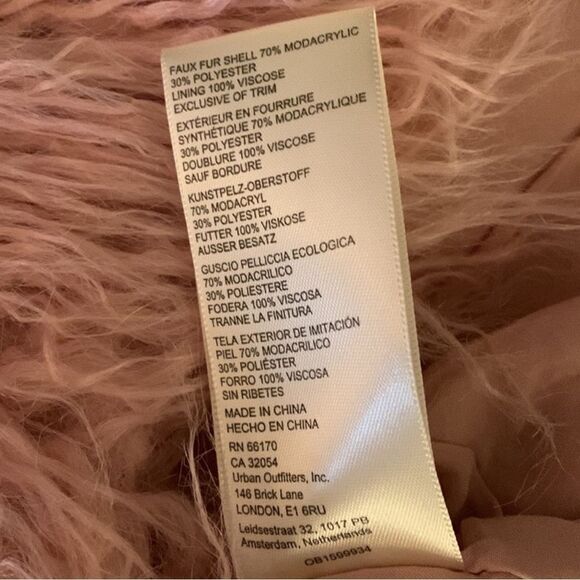 FAUX FUR SHELL 70% MODACRYLIC
30% POLYESTER
LINING 100% VISCOSE
EXCLUSIVE OF TRIM
EXTÉRIEUR EN FOURRURE
SYNTHÉTIQUE 70% MODACRYLIQUE
30% POLYESTER
DOUBLURE 100% VISCOSE
SAUF BORDURE
KUNSTPELZ-OBERSTOFF
70% MODACRYL
30% POLYESTER
FUTTER 100% VISKOSE
AUSSER BESATZ
GUSCIO PELLICCIA ECOLOGICA
70% MODACRILICO
30% POLIESTERE
FODERA 100% VISCOSA
TRANNE LA FINITURA
TELA EXTERIOR DE IMITACIÓN
PIEL 70% MODACRILICO
30% POLIÉSTER
FORRO 100% VISCOSA
SIN RIBETES
MADE IN CHINA
HECHO EN CHINA
RN 66170
CA 32054
Urban Outfitters, Inc.
146 Brick Lane
LONDON, E1 6RU
Leidsestraat 32, 1017 PB
Amsterdam, Netherlands
OB1599934